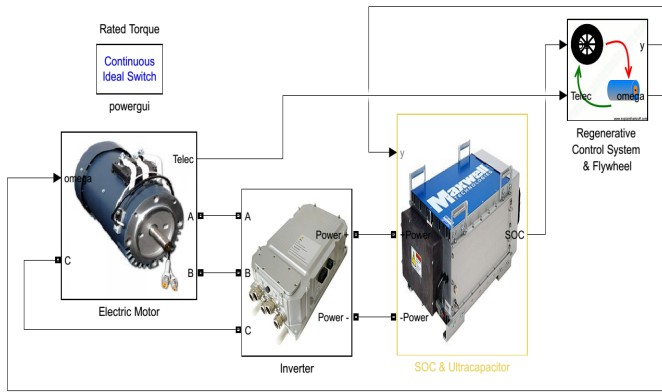 Rated Torque
Continuous
Ideal Switch
powergui
y
Telec
omega
Regenerative
Control System
& Flywheel
omega
Telec
A
B
C
Electric Motor
A
B
C
Power +
Power -
Inverter
y
+Power
-Power
SOC
Maxwell
TECHNOLOGIES
SOC & Ultracapacitor